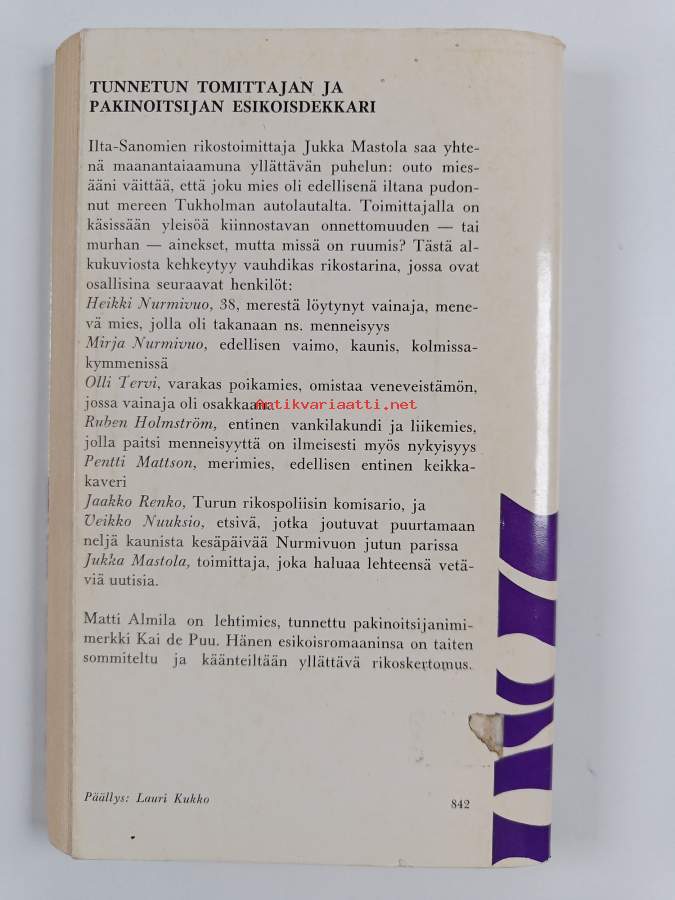 TUNNETUN TOMITTAJAN JA
PAKINOITSIJAN ESIKOISDEKKARI
Ilta-Sanomien rikostoimittaja Jukka Mastola saa yhte-
nä maanantaiaamuna yllättävän puhelun: outo mies-
ääni väittää, että joku mies oli edellisenä iltana pudon-
nut mereen Tukholman autolautalta. Toimittajalla on
käsissään yleisöä kiinnostavan onnettomuuden — tai
murhan — ainekset, mutta missä on ruumis? Tästä al-
kukuviosta kehkeytyy vauhdikas rikostarina, jossa ovat
osallisina seuraavat henkilöt:
Heikki Nurmivuo, 38, merestä löytynyt vainaja, mene-
vä mies, jolla oli takanaan ns. menneisyys
Mirja Nurmivuo, edellisen vaimo, kaunis, kolmissa-
kymmenissä
Olli Tervi, varakas poikamies, omistaa veneveistämön,
jossa vainaja oli osakkaana
antikvariaatti.net
Ruben Holmström, entinen vankilakundi ja liikemies,
jolla paitsi menneisyyttä on ilmeisesti myös nykyisyys
Pentti Mattson, merimies, edellisen entinen keikka-
kaveri
Jaakko Renko, Turun rikospoliisin komisario, ja
Veikko Nuuksio, etsivä, jotka joutuvat puurtamaan
neljä kaunista kesäpäivää Nurmivuon jutun parissa
Jukka Mastola, toimittaja, joka haluaa lehteensä vetä-
viä uutisia.
Matti Almila on lehtimies, tunnettu pakinoitsijanimi-
merkki Kai de Puu. Hänen esikoisromaaninsa on taiten
sommiteltu ja käänteiltään yllättävä rikoskertomus.
Päällys: Lauri Kukko
842